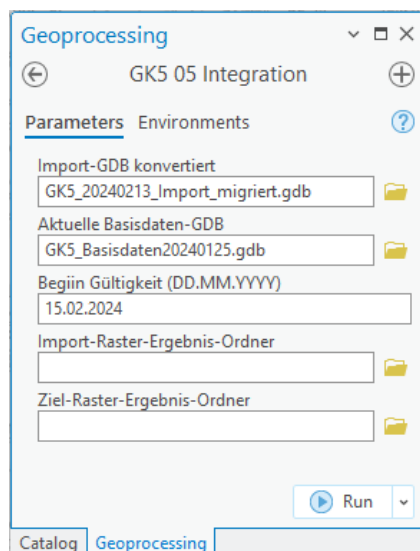 Geoprocessing
GK5 05 Integration
Parameters Environments
Import-GDB konvertiert
GK5_20240213_Import_migriert.gdb
Aktuelle Basisdaten-GDB
GK5_Basisdaten20240125.gdb
Begiin Gültigkeit (DD.MM.YYYY)
15.02.2024
Import-Raster-Ergebnis-Ordner
Ziel-Raster-Ergebnis-Ordner
Run
Catalog Geoprocessing